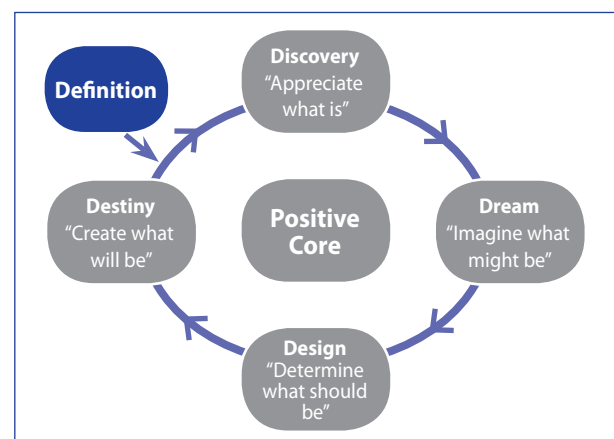 Definition
Discovery
“Appreciate
what is”
Destiny
“Create what
will be”
Positive
Core
Dream
“Imagine what
might be”
Design
“Determine
what should
be”